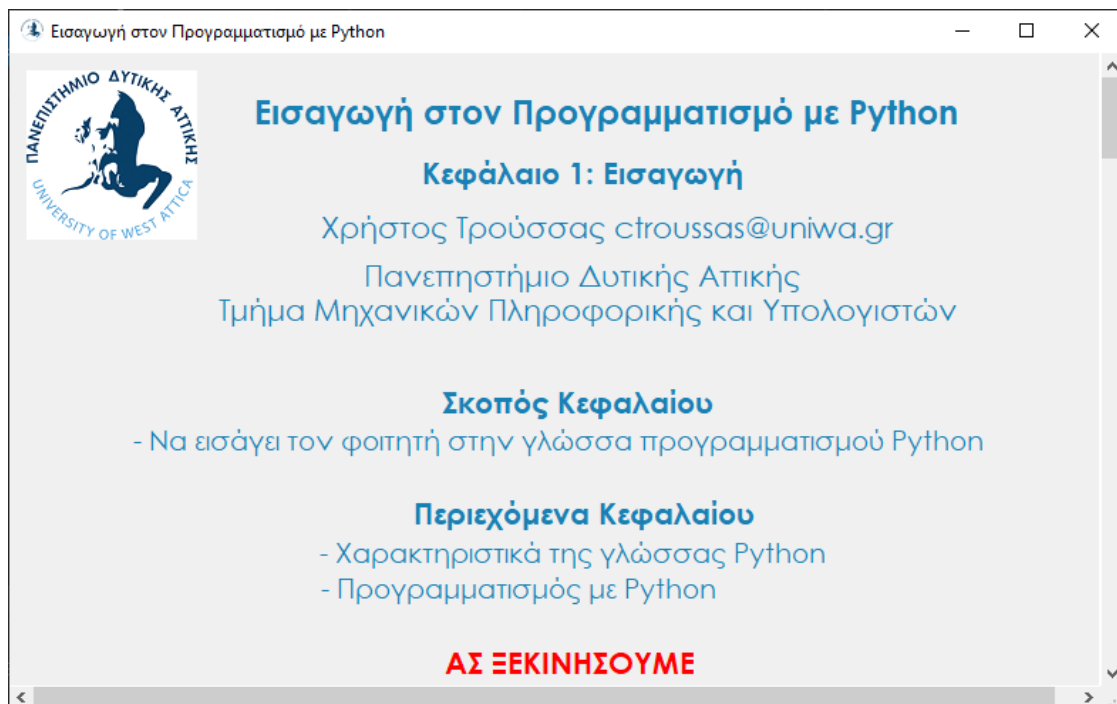 Εισαγωγή στον Προγραμματισμό με Python
ΠΑΝΕΠΙΣΤΗΜΙΟ ΔΥΤΙΚΗΣ ΑΤΤΙΚΗΣ
UNIVERSITY OF WEST ATTICA
Εισαγωγή στον Προγραμματισμό με Python
Κεφάλαιο 1: Εισαγωγή
Χρήστος Τρούσσας ctroussas@uniwa.gr
Πανεπηστήμιο Δυτικής Αττικής
Τμήμα Μηχανικών Πληροφορικής και Υπολογιστών
Σκοπός Κεφαλαίου
- Να εισάγει τον φοιτητή στην γλώσσα προγραμματισμού Python
Περιεχόμενα Κεφαλαίου
- Χαρακτηριστικά της γλώσσας Python
- Προγραμματισμός με Python
ΑΣ ΞΕΚΙΝΗΣΟΥΜΕ